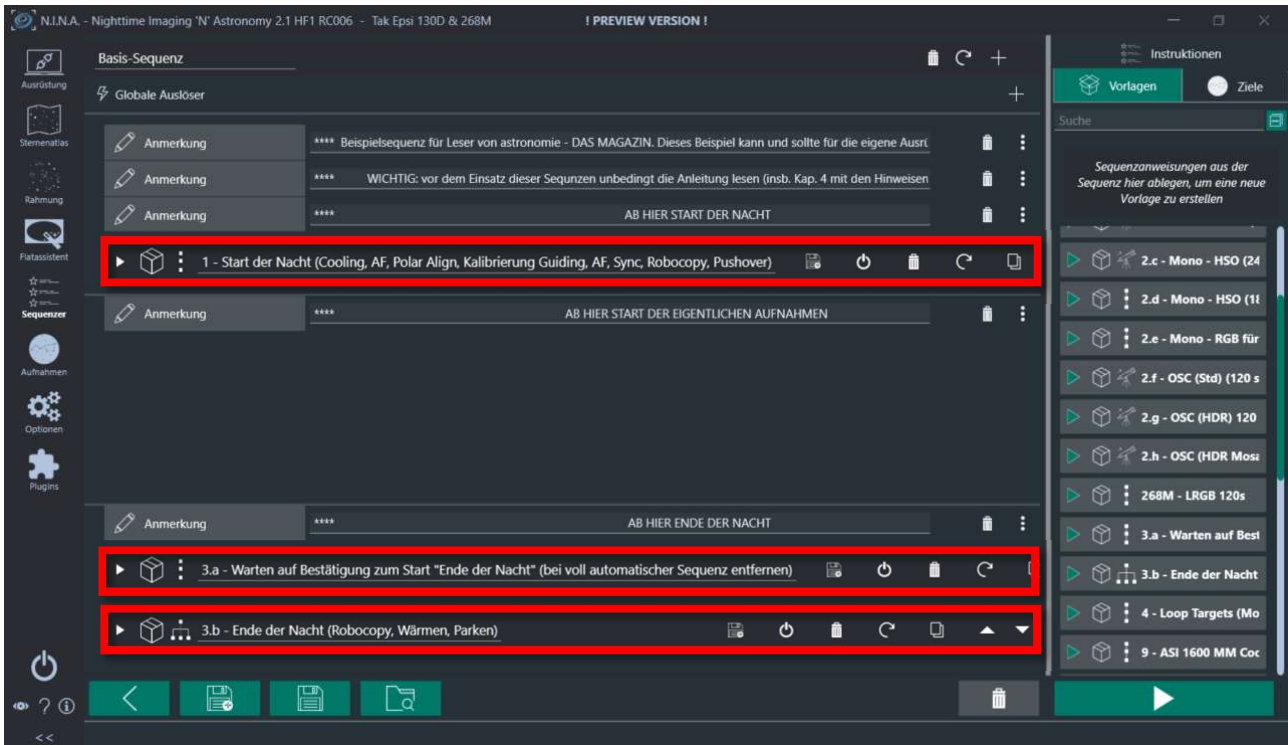 N.I.N.A. - Nighttime Imaging 'N' Astronomy 2.1 HF1 RC006 - Tak Epsi 130D & 268M
! PREVIEW VERSION !
Ausrüstung
Sternenatlas
Rahmung
Flatassistent
Sequenzer
Aufnahmen
Optionen
Plugins
<<
Basis-Sequenz
Globale Auslöser
Anmerkung
**** Beispielsequenz für Leser von astronomie - DAS MAGAZIN. Dieses Beispiel kann und sollte für die eigene Ausrü
Anmerkung
**** WICHTIG: vor dem Einsatz dieser Sequnzen unbedingt die Anleitung lesen (insb. Kap. 4 mit den Hinweisen
Anmerkung
**** AB HIER START DER NACHT
1 - Start der Nacht (Cooling, AF, Polar Align, Kalibrierung Guiding, AF, Sync, Robocopy, Pushover)
Anmerkung
**** AB HIER START DER EIGENTLICHEN AUFNAHMEN
Anmerkung
**** AB HIER ENDE DER NACHT
3.a - Warten auf Bestätigung zum Start "Ende der Nacht" (bei voll automatischer Sequenz entfernen)
3.b - Ende der Nacht (Robocopy, Wärmen, Parken)
Instruktionen
Vorlagen
Ziele
Suche
Sequenzanweisungen aus der
Sequenz hier ablegen, um eine neue
Vorlage zu erstellen
2.c - Mono - HSO (24
2.d - Mono - HSO (18
2.e - Mono - RGB für
2.f - OSC (Std) (120 s
2.g - OSC (HDR) 120
2.h - OSC (HDR Mosa
268M - LRGB 120s
3.a - Warten auf Best
3.b - Ende der Nacht
4 - Loop Targets (Mo
9 - ASI 1600 MM Coc